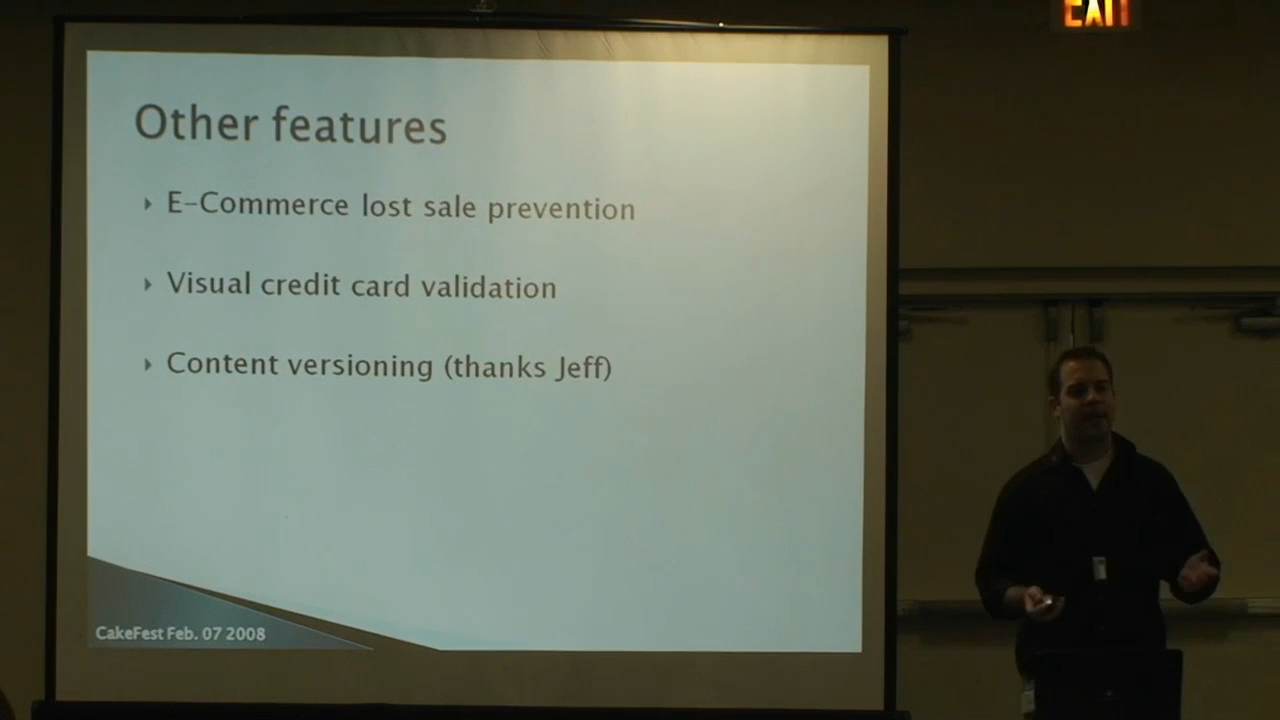 EXIT
Other features
E-Commerce lost sale prevention
Visual credit card validation
Content versioning (thanks Jeff)
CakeFest Feb. 07 2008